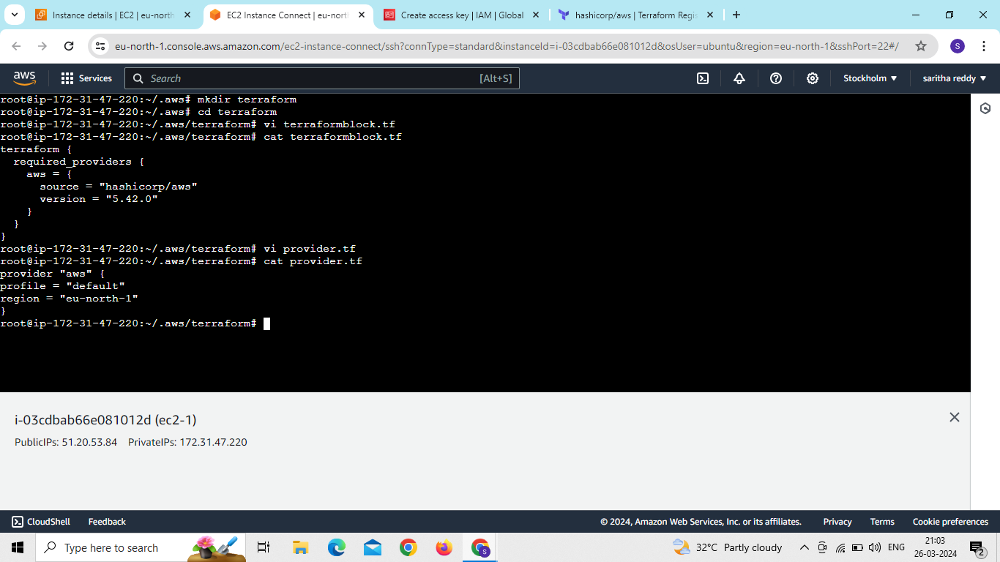 Instance details | EC2 | eu-north
EC2 Instance Connect | eu-nort
Create access key | IAM | Global
hashicorp/aws | Terraform Regis
eu-north-1.console.aws.amazon.com/ec2-instance-connect/ssh?connType=standard&instanceId=i-03cdbab66e081012d&osUser=ubuntu&region=eu-north-1&sshPort=22#/
S
aws
Services
Search
[Alt+S]
Stockholm
saritha reddy
root@ip-172-31-47-220:~/.aws# mkdir terraform
root@ip-172-31-47-220:~/.aws# cd terraform
root@ip-172-31-47-220:~/.aws/terraform# vi terraformblock.tf
root@ip-172-31-47-220:~/.aws/terraform# cat terraformblock.tf
terraform {
  required_providers {
    aws = {
      source = "hashicorp/aws"
      version = "5.42.0"
    }
  }
}
root@ip-172-31-47-220:~/.aws/terraform# vi provider.tf
root@ip-172-31-47-220:~/.aws/terraform# cat provider.tf
provider "aws" {
profile = "default"
region = "eu-north-1"
}
root@ip-172-31-47-220:~/.aws/terraform#
i-03cdbab66e081012d (ec2-1)
PublicIPs: 51.20.53.84 PrivateIPs: 172.31.47.220
CloudShell
Feedback
© 2024, Amazon Web Services, Inc. or its affiliates.
Privacy
Terms
Cookie preferences
Type here to search
S
32°C Partly cloudy
ENG
21:03
26-03-2024
2